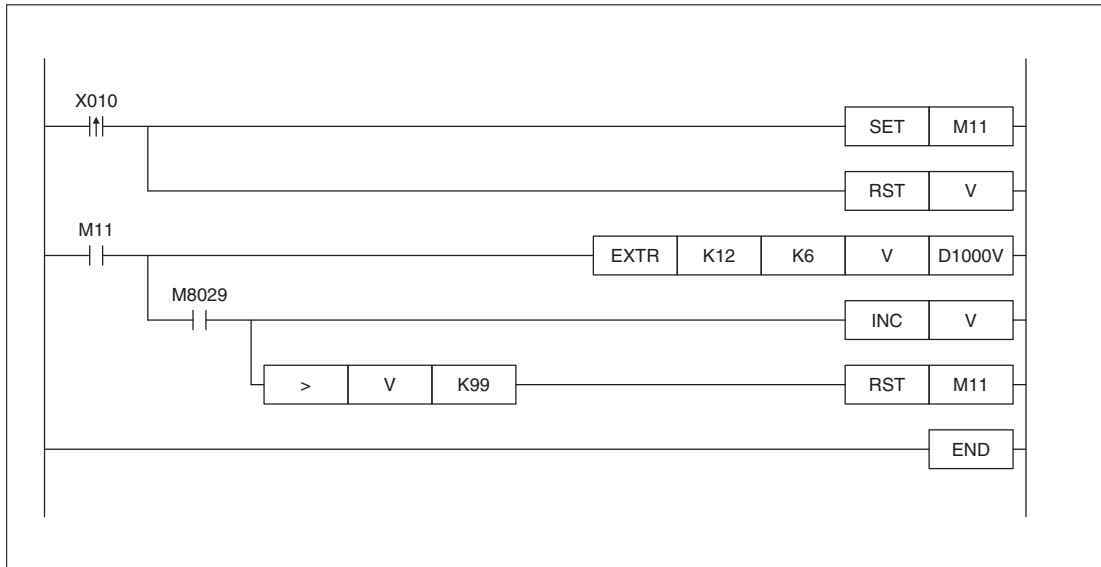 X010
SET M11
RST V
M11
EXTR K12 K6 V D1000V
M8029
INC V
> V K99 RST M11
END